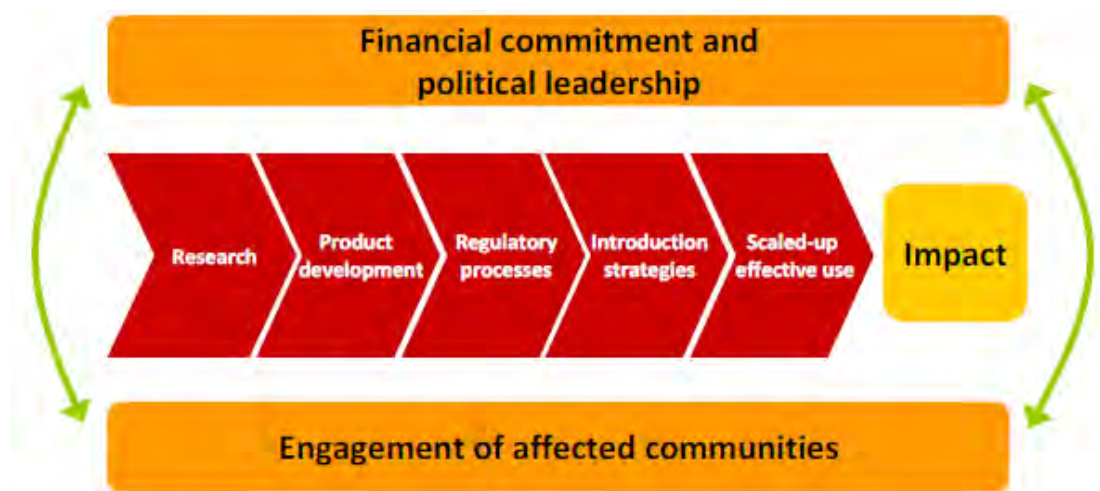 Financial commitment and
political leadership
Research
Product
development
Regulatory
processes
Introduction
strategies
Scaled-up
effective use
Impact
Engagement of affected communities